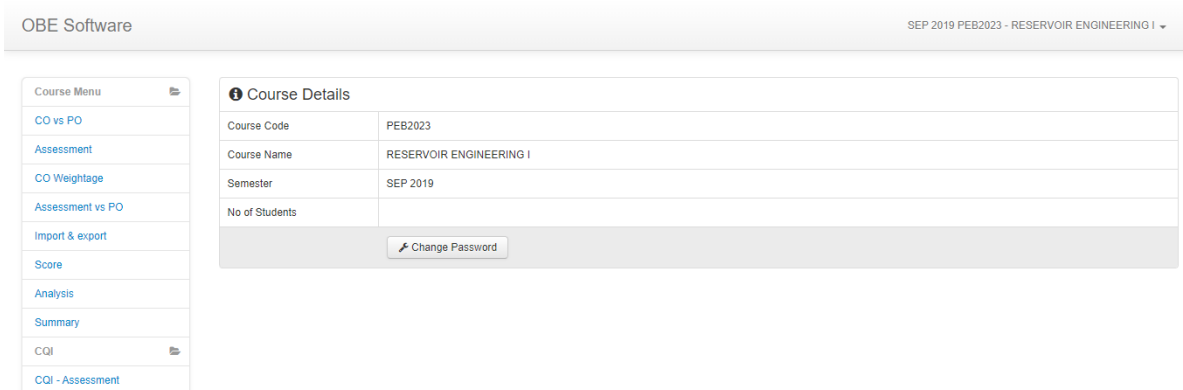 OBE Software
SEP 2019 PEB2023 - RESERVOIR ENGINEERING I
Course Menu
CO vs PO
Assessment
CO Weightage
Assessment vs PO
Import & export
Score
Analysis
Summary
CQI
CQI - Assessment
Course Details
Course Code PEB2023
Course Name RESERVOIR ENGINEERING I
Semester SEP 2019
No of Students
Change Password